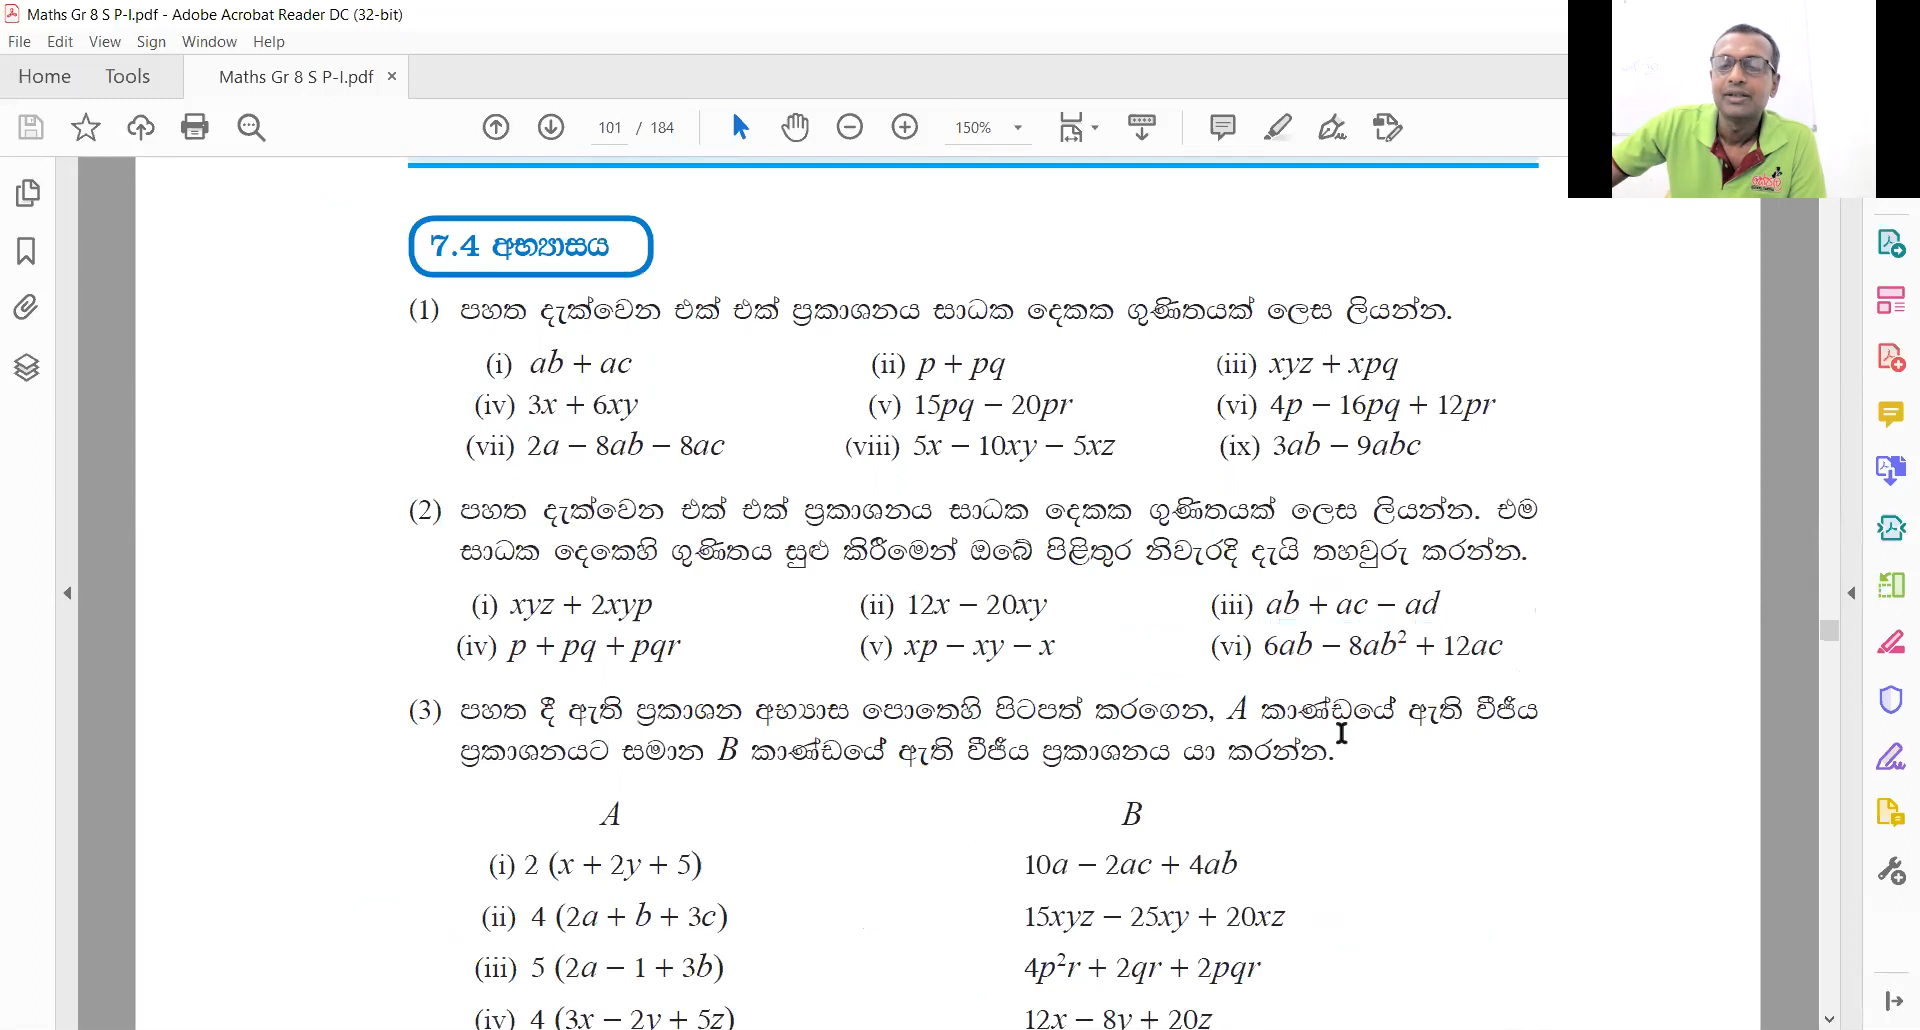 Maths Gr 8 S P-I.pdf - Adobe Acrobat Reader DC (32-bit)
File Edit View Sign Window Help
Home Tools Maths Gr 8 S P-I.pdf ×
101 / 184 150%
7.4 අභ්‍යාසය
(1) පහත දැක්වෙන එක් එක් ප්‍රකාශනය සාධක දෙකක ගුණිතයක් ලෙස ලියන්න.
(i) ab + ac (ii) p + pq (iii) xyz + xpq
(iv) 3x + 6xy (v) 15pq − 20pr (vi) 4p − 16pq + 12pr
(vii) 2a − 8ab − 8ac (viii) 5x − 10xy − 5xz (ix) 3ab − 9abc
(2) පහත දැක්වෙන එක් එක් ප්‍රකාශනය සාධක දෙකක ගුණිතයක් ලෙස ලියන්න. එම
සාධක දෙකෙහි ගුණිතය සුළු කිරීමෙන් ඔබේ පිළිතුර නිවැරදි දැයි තහවුරු කරන්න.
(i) xyz + 2xyp (ii) 12x − 20xy (iii) ab + ac − ad
(iv) p + pq + pqr (v) xp − xy − x (vi) 6ab − 8ab² + 12ac
(3) පහත දී ඇති ප්‍රකාශන අභ්‍යාස පොතෙහි පිටපත් කරගෙන, A කාණ්ඩයේ ඇති වීජීය
ප්‍රකාශනයට සමාන B කාණ්ඩයේ ඇති වීජීය ප්‍රකාශනය යා කරන්න.
A B
(i) 2 (x + 2y + 5) 10a − 2ac + 4ab
(ii) 4 (2a + b + 3c) 15xyz − 25xy + 20xz
(iii) 5 (2a − 1 + 3b) 4p²r + 2qr + 2pqr
(iv) 4 (3x − 2y + 5z) 12x − 8y + 20z